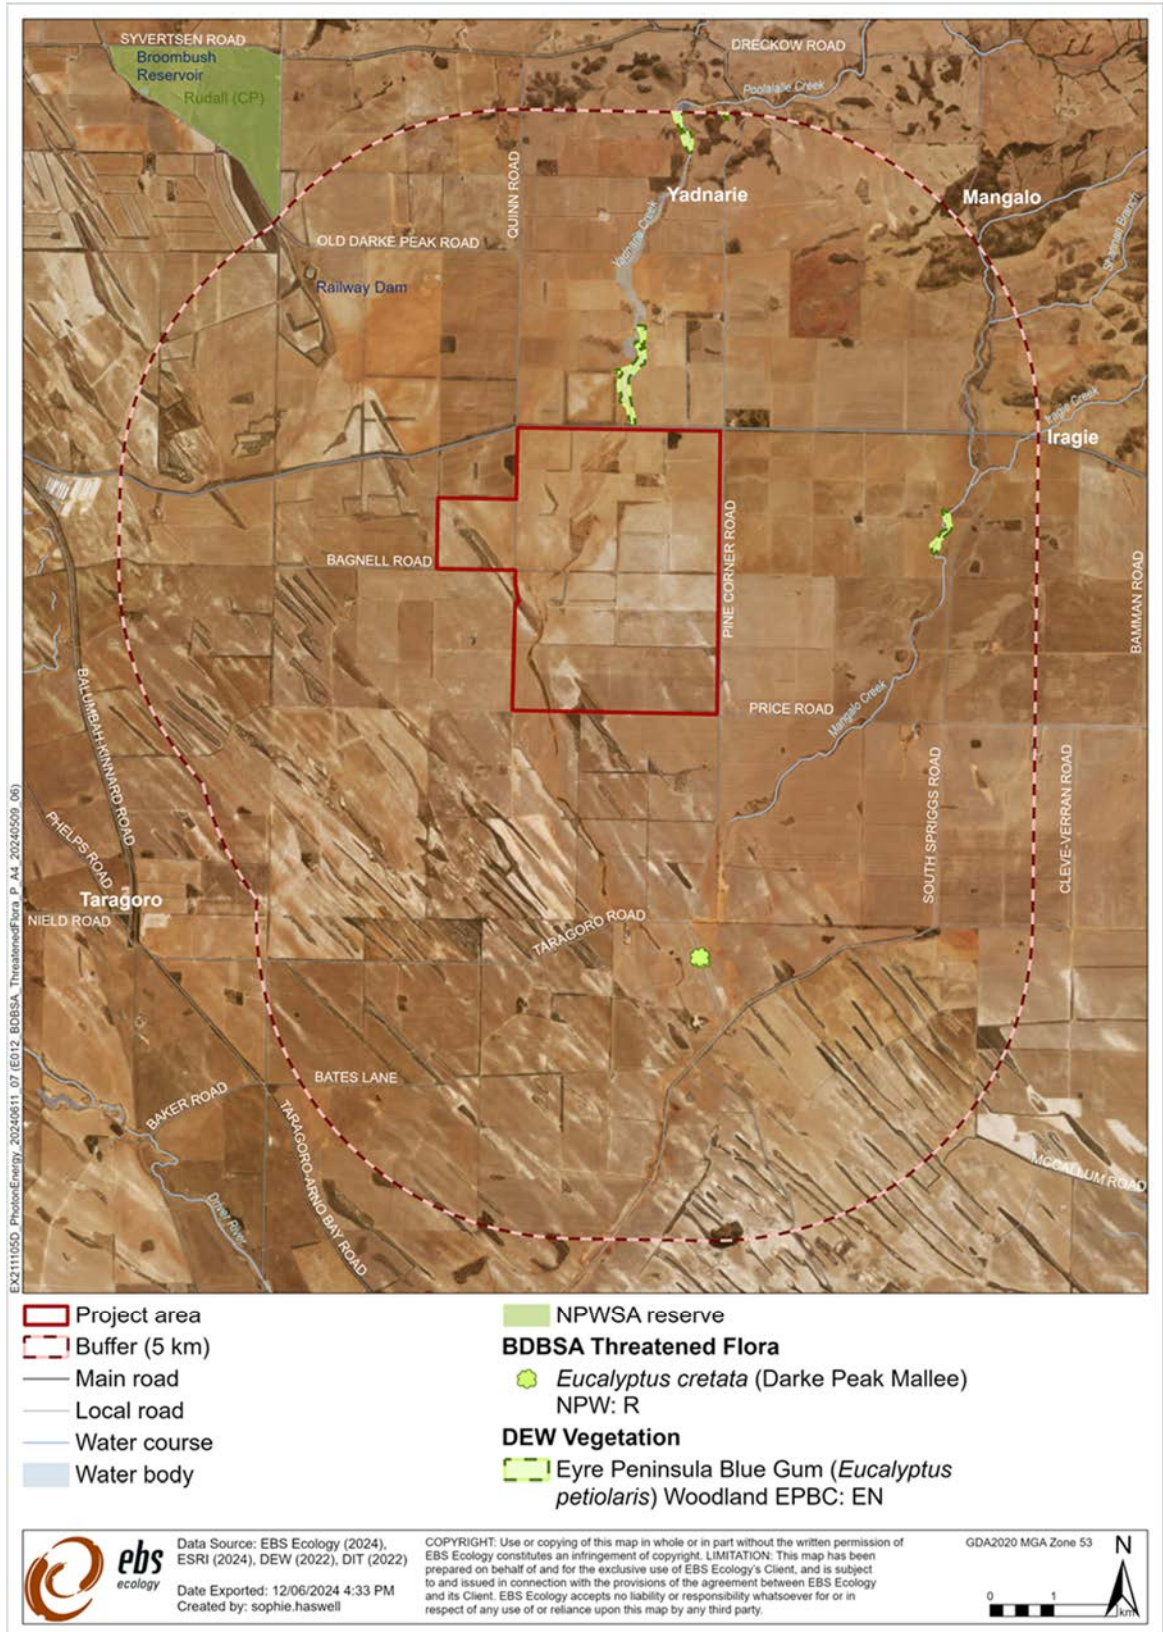 SYVERTSEN ROAD
DRECKOW ROAD
Broombush
Reservoir
Rudall (CP)
Poolalalie Creek
QUINN ROAD
Yadnarie
Mangalo
Yadnarie Creek
Shannan Branch
OLD DARKE PEAK ROAD
Railway Dam
Iragie Creek
Iragie
BAGNELL ROAD
PINE CORNER ROAD
BAMMAN ROAD
BALUMBAH-KINNARD ROAD
PRICE ROAD
Mangalo Creek
SOUTH SPRIGGS ROAD
CLEVE-VERRAN ROAD
PHELPS ROAD
Taragoro
NIELD ROAD
TARAGORO ROAD
BATES LANE
BAKER ROAD
TARAGORO-ARNO BAY ROAD
MCCALLUM ROAD
Driver River
EX211105D_PhotonEnergy_20240611_07 (E012_BDBSA_ThreatenedFlora_P_A4_20240509_06)
Project area
Buffer (5 km)
Main road
Local road
Water course
Water body
NPWSA reserve
BDBSA Threatened Flora
Eucalyptus cretata (Darke Peak Mallee)
NPW: R
DEW Vegetation
Eyre Peninsula Blue Gum (Eucalyptus
petiolaris) Woodland EPBC: EN
ebs
ecology
Data Source: EBS Ecology (2024),
ESRI (2024), DEW (2022), DIT (2022)
Date Exported: 12/06/2024 4:33 PM
Created by: sophie.haswell
COPYRIGHT: Use or copying of this map in whole or in part without the written permission of
EBS Ecology constitutes an infringement of copyright. LIMITATION: This map has been
prepared on behalf of and for the exclusive use of EBS Ecology's Client, and is subject
to and issued in connection with the provisions of the agreement between EBS Ecology
and its Client. EBS Ecology accepts no liability or responsibility whatsoever for or in
respect of any use of or reliance upon this map by any third party.
GDA2020 MGA Zone 53
N
0 1
km